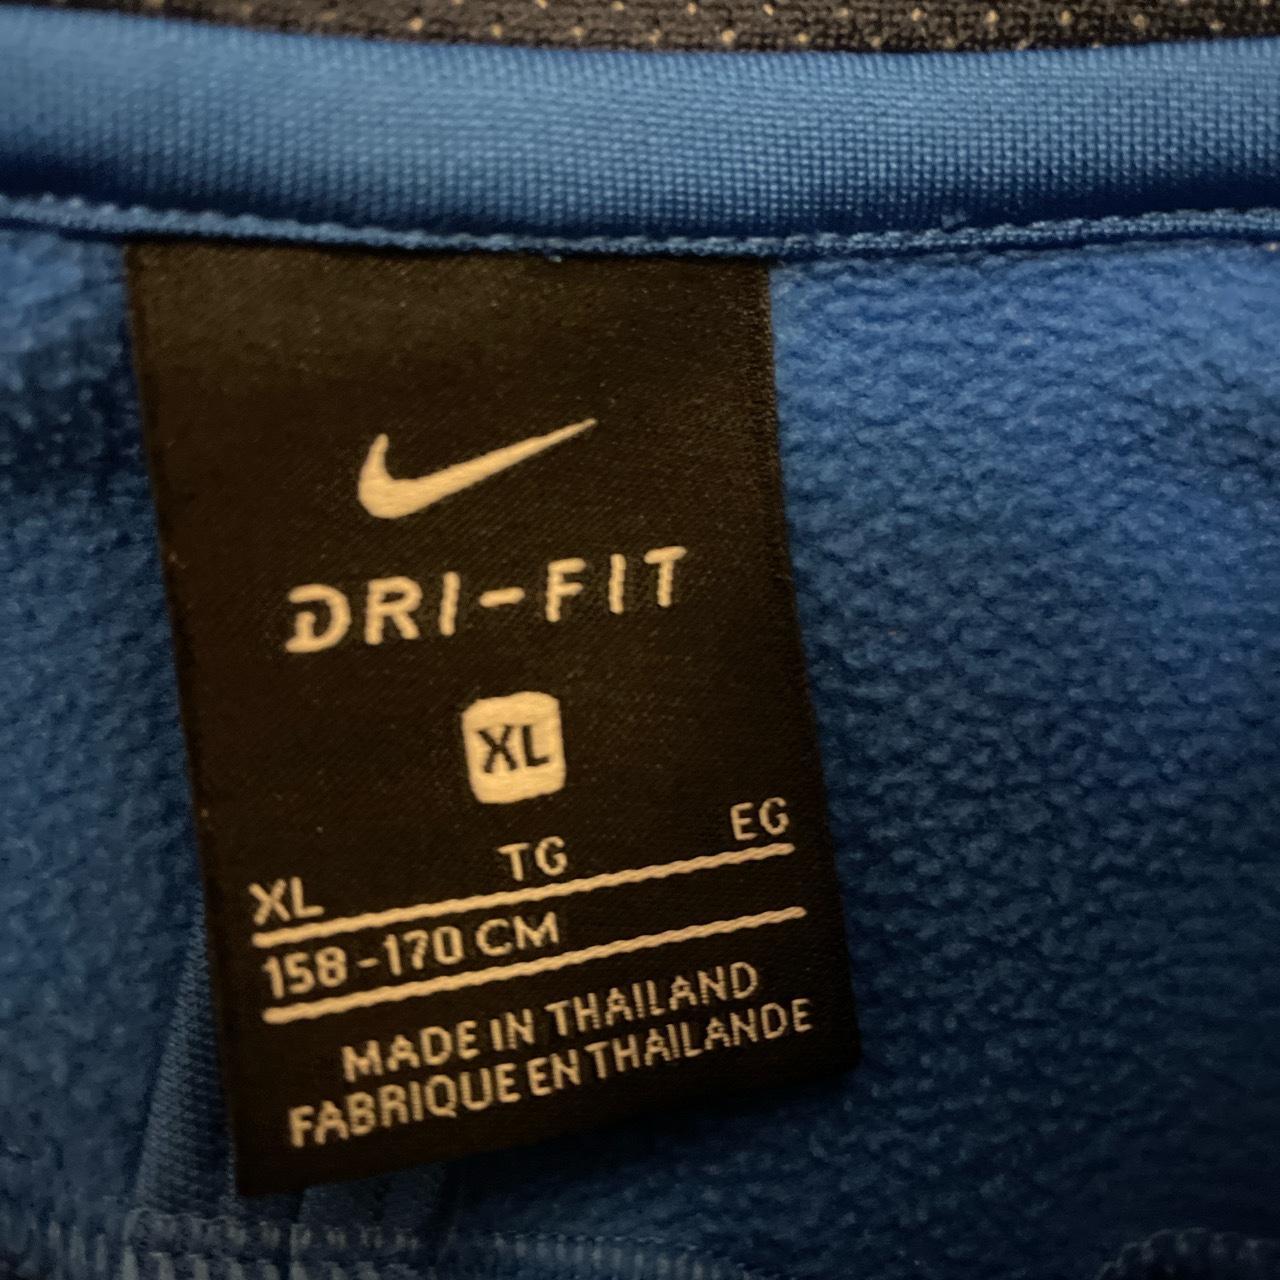 DRI-FIT
XL
XL TG EG
158-170 CM
MADE IN THAILAND
FABRIQUE EN THAILANDE